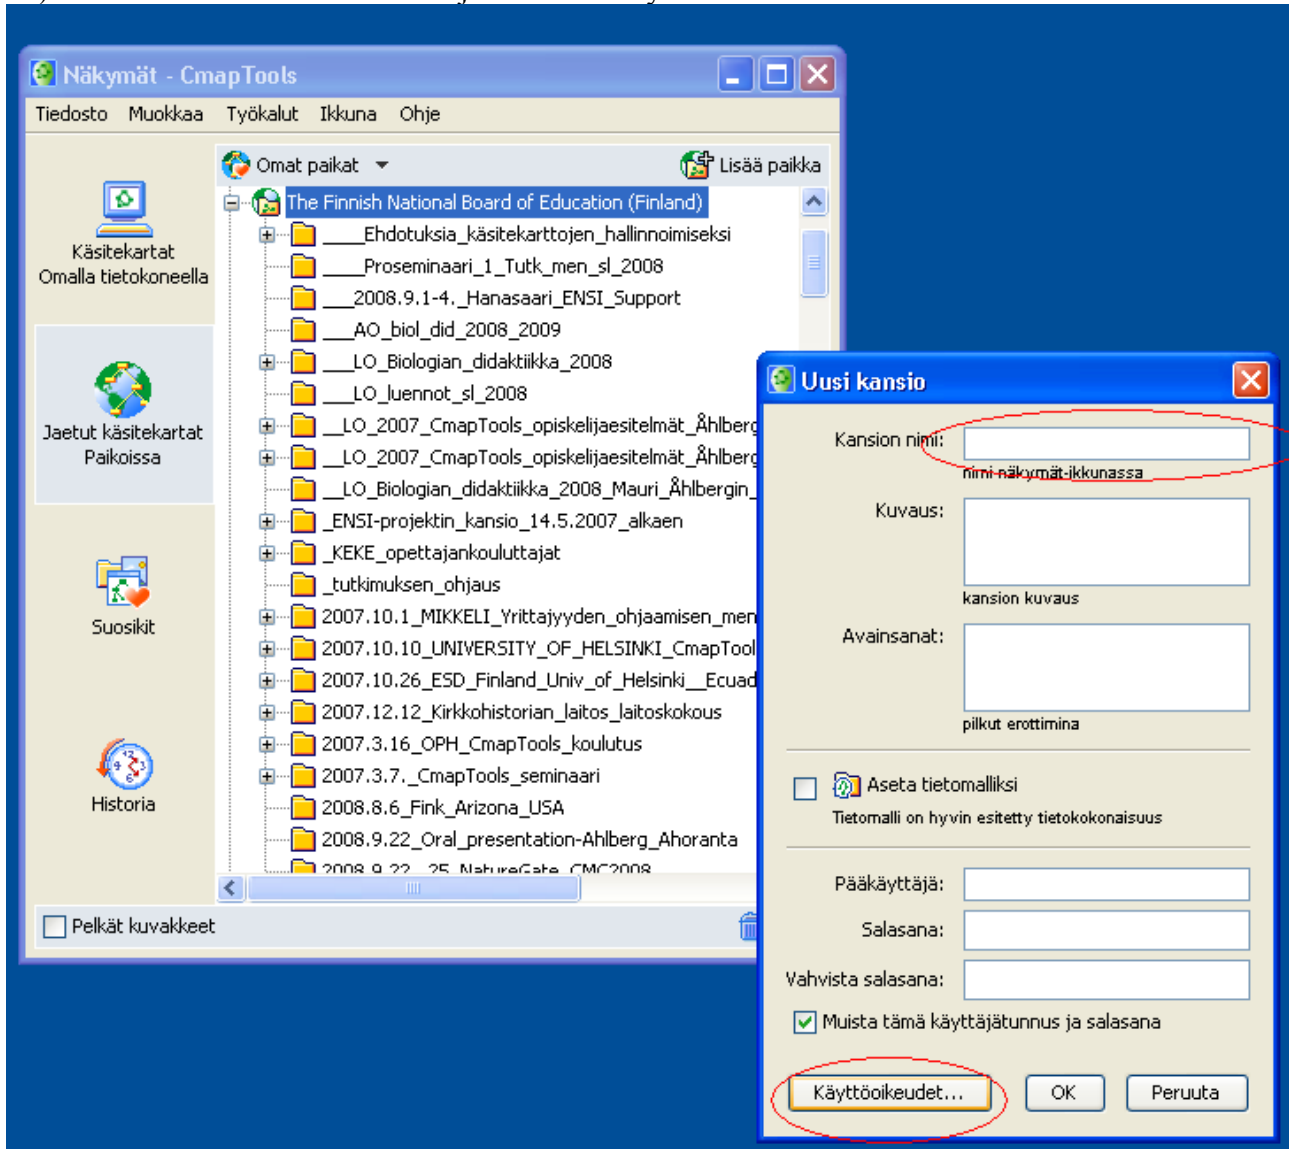 Näkymät - CmapTools
Tiedosto Muokkaa Työkalut Ikkuna Ohje
Omat paikat Lisää paikka
Käsitekartat
Omalla tietokoneella
Jaetut käsitekartat
Paikoissa
Suosikit
Historia
The Finnish National Board of Education (Finland)
____Ehdotuksia_käsitekarttojen_hallinnoimiseksi
____Proseminaari_1_Tutk_men_sl_2008
___2008.9.1-4._Hanasaari_ENSI_Support
___AO_biol_did_2008_2009
___LO_Biologian_didaktiikka_2008
___LO_luennot_sl_2008
__LO_2007_CmapTools_opiskelijaesitelmät_Åhlberg
__LO_2007_CmapTools_opiskelijaesitelmät_Åhlberg
__LO_Biologian_didaktiikka_2008_Mauri_Åhlbergin_
_ENSI-projektin_kansio_14.5.2007_alkaen
_KEKE_opettajankouluttajat
_tutkimuksen_ohjaus
2007.10.1_MIKKELI_Yrittajyyden_ohjaamisen_men
2007.10.10_UNIVERSITY_OF_HELSINKI_CmapTool
2007.10.26_ESD_Finland_Univ_of_Helsinki__Ecuad
2007.12.12_Kirkkohistorian_laitos_laitoskokous
2007.3.16_OPH_CmapTools_koulutus
2007.3.7._CmapTools_seminaari
2008.8.6_Fink_Arizona_USA
2008.9.22_Oral_presentation-Ahlberg_Ahoranta
2008.9.22._25_NatureGate_CMC2008
Pelkät kuvakkeet
Uusi kansio
Kansion nimi:
nimi näkymät-ikkunassa
Kuvaus:
kansion kuvaus
Avainsanat:
pilkut erottimina
Aseta tietomalliksi
Tietomalli on hyvin esitetty tietokokonaisuus
Pääkäyttäjä:
Salasana:
Vahvista salasana:
Muista tämä käyttäjätunnus ja salasana
Käyttöoikeudet... OK Peruuta